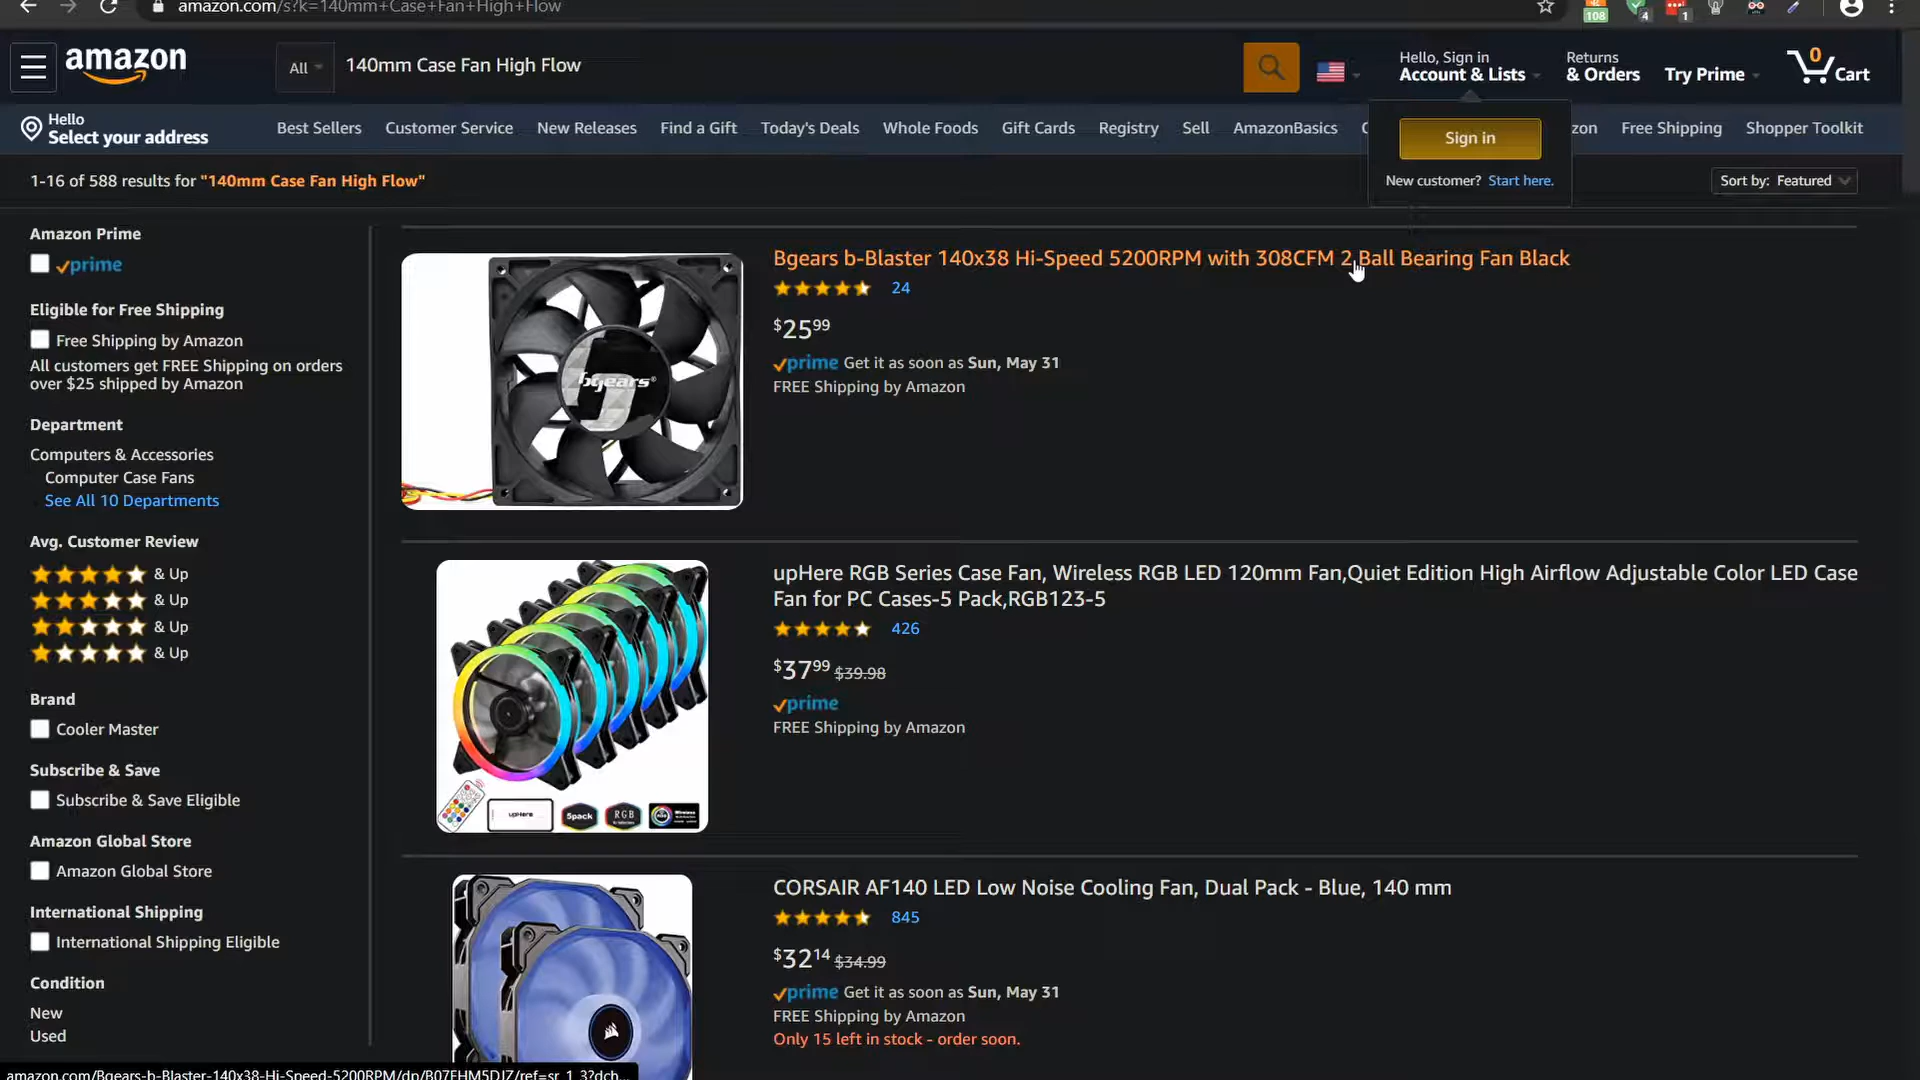 amazon.com/s?k=140mm+Case+Fan+High+Flow
108
4
1
amazon
All
140mm Case Fan High Flow
Hello, Sign in
Account & Lists
Returns
& Orders
Try Prime
0
Cart
Hello
Select your address
Best Sellers
Customer Service
New Releases
Find a Gift
Today's Deals
Whole Foods
Gift Cards
Registry
Sell
AmazonBasics
Free Shipping
Shopper Toolkit
Sign in
New customer? Start here.
1-16 of 588 results for "140mm Case Fan High Flow"
Sort by: Featured
Amazon Prime
prime
Eligible for Free Shipping
Free Shipping by Amazon
All customers get FREE Shipping on orders
over $25 shipped by Amazon
Department
Computers & Accessories
Computer Case Fans
See All 10 Departments
Avg. Customer Review
& Up
& Up
& Up
& Up
Brand
Cooler Master
Subscribe & Save
Subscribe & Save Eligible
Amazon Global Store
Amazon Global Store
International Shipping
International Shipping Eligible
Condition
New
Used
bgears
Bgears b-Blaster 140x38 Hi-Speed 5200RPM with 308CFM 2 Ball Bearing Fan Black
24
$25 99
prime Get it as soon as Sun, May 31
FREE Shipping by Amazon
upHere
5pack
RGB
upHere RGB Series Case Fan, Wireless RGB LED 120mm Fan,Quiet Edition High Airflow Adjustable Color LED Case
Fan for PC Cases-5 Pack,RGB123-5
426
$37 99 $39.98
prime
FREE Shipping by Amazon
CORSAIR AF140 LED Low Noise Cooling Fan, Dual Pack - Blue, 140 mm
845
$32 14 $34.99
prime Get it as soon as Sun, May 31
FREE Shipping by Amazon
Only 15 left in stock - order soon.